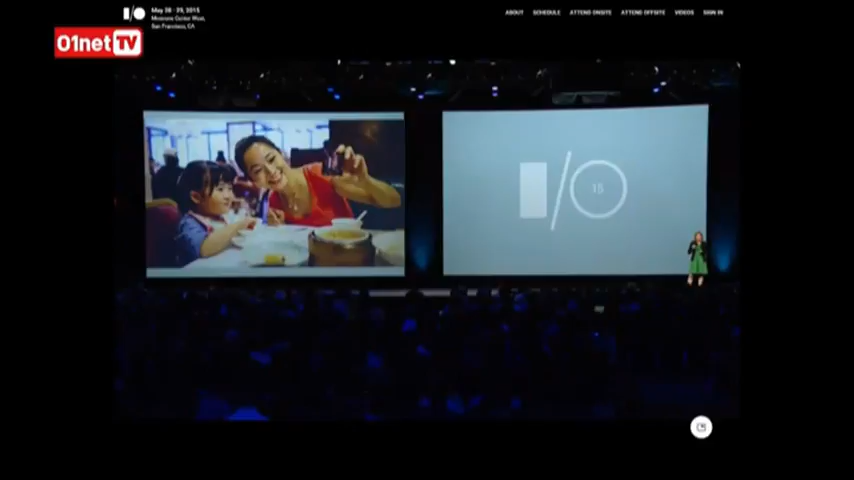 I/O
May 28 - 29, 2015
Moscone Center West,
San Francisco, CA
ABOUT SCHEDULE ATTEND ONSITE ATTEND OFFSITE VIDEOS SIGN IN
01net TV
I/O
15